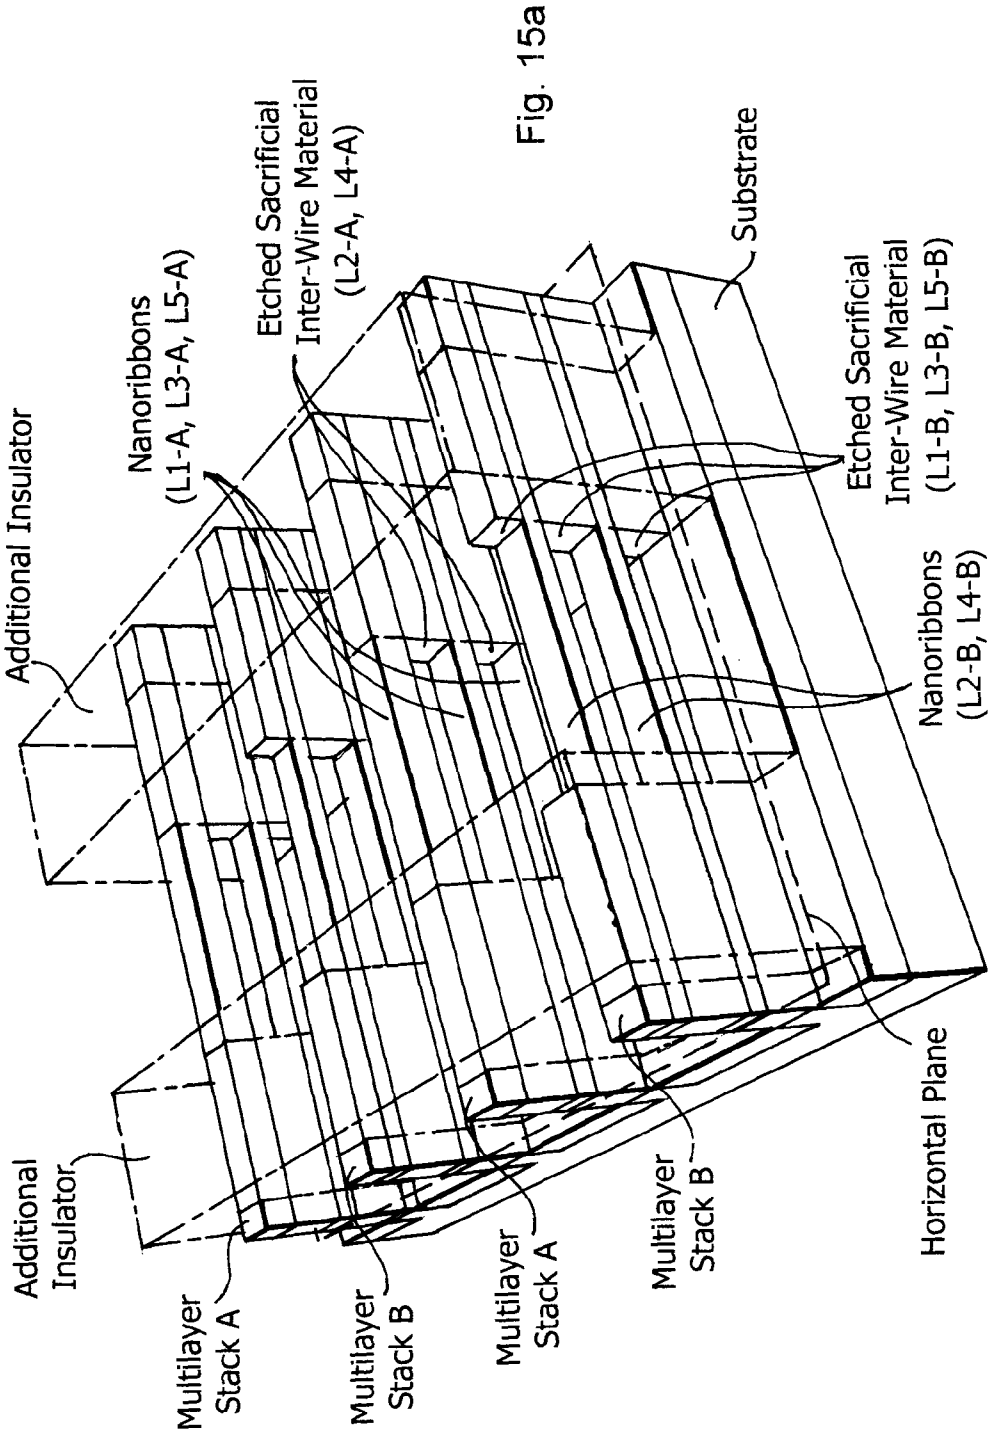 Additional
Insulator
Additional Insulator
Nanoribbons
(L1-A, L3-A, L5-A)
Etched Sacrificial
Inter-Wire Material
(L2-A, L4-A)
Fig. 15a
Multilayer
Stack A
Multilayer
Stack B
Multilayer
Stack A
Multilayer
Stack B
Horizontal Plane
Nanoribbons
(L2-B, L4-B)
Etched Sacrificial
Inter-Wire Material
(L1-B, L3-B, L5-B)
Substrate